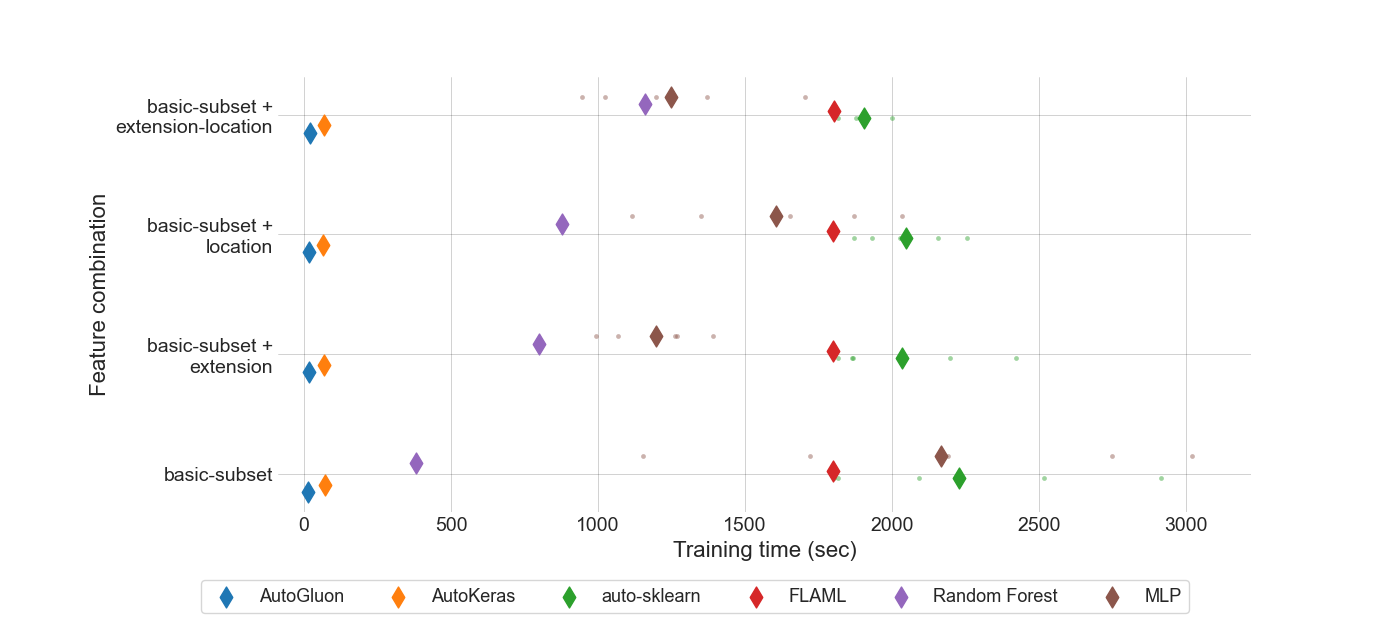 basic-subset +
extension-location
basic-subset +
location
basic-subset +
extension
basic-subset
Feature combination
0 500 1000 1500 2000 2500 3000
Training time (sec)
AutoGluon AutoKeras auto-sklearn FLAML Random Forest MLP